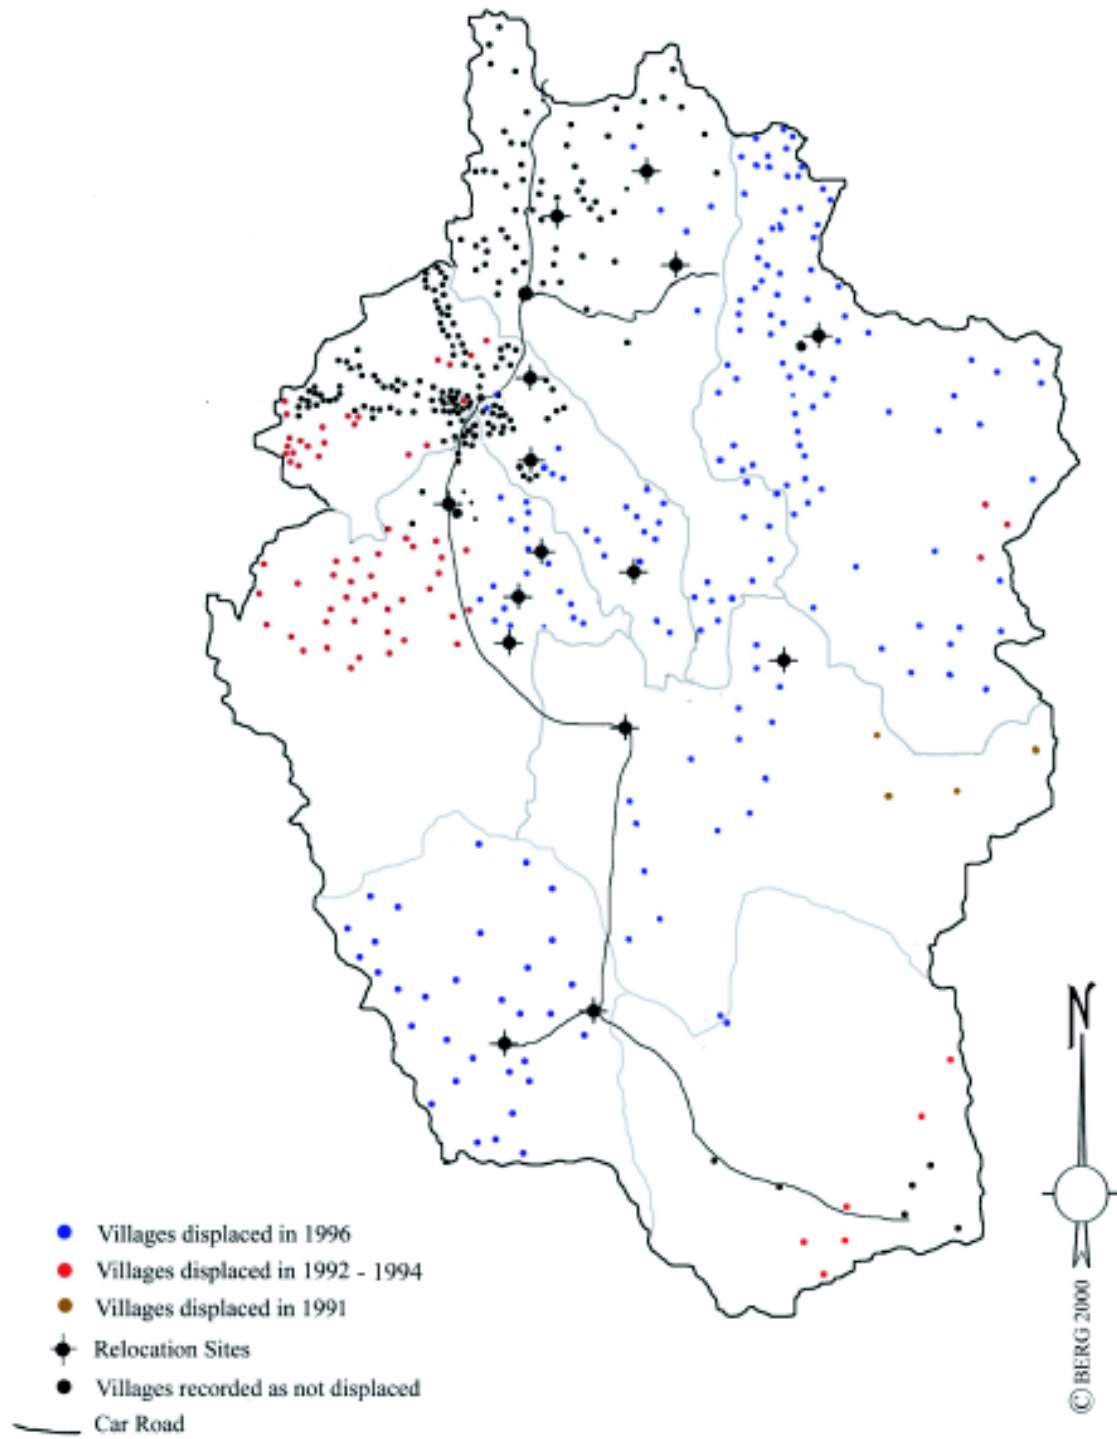 N
Villages displaced in 1996
Villages displaced in 1992 - 1994
Villages displaced in 1991
Relocation Sites
Villages recorded as not displaced
Car Road
© BERG 2000